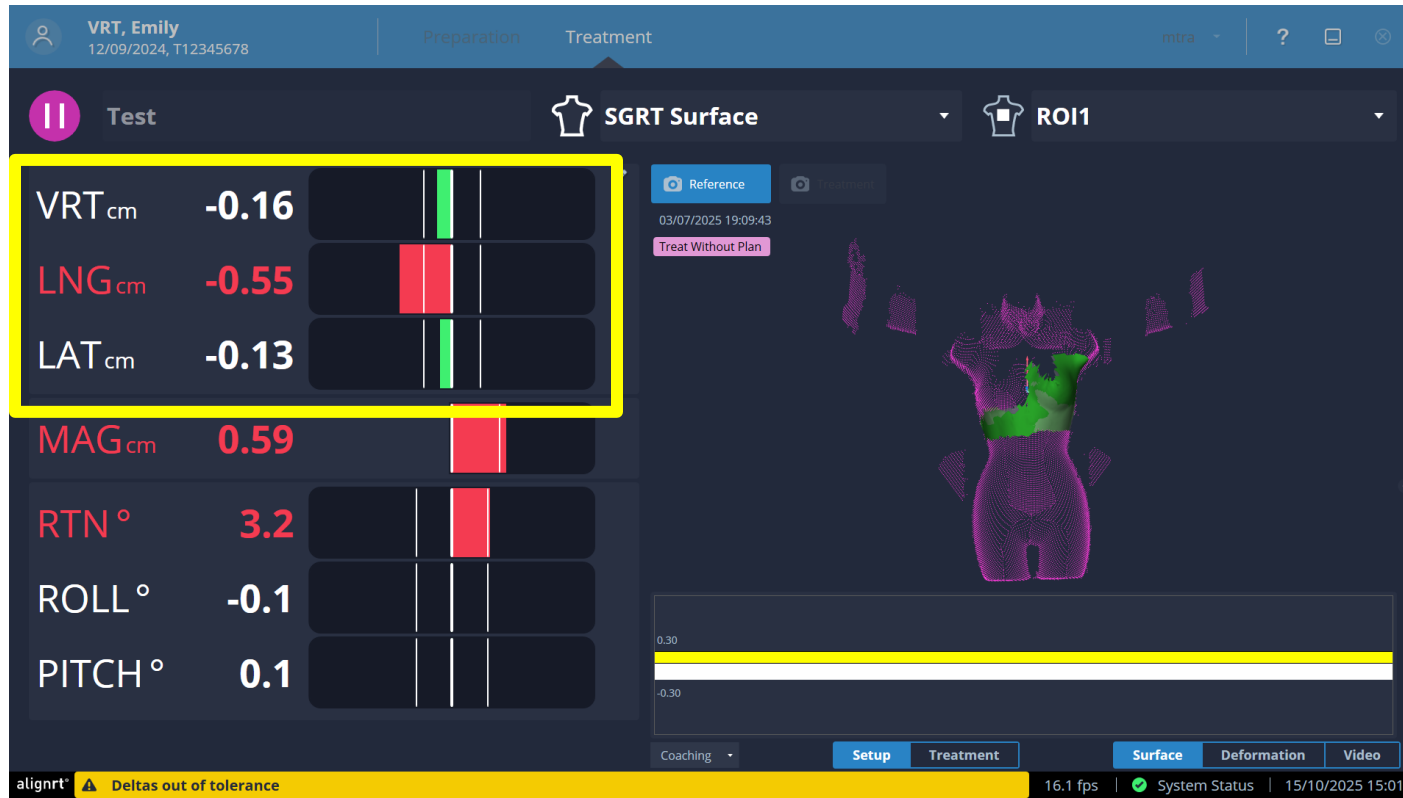 VRT, Emily
12/09/2024, T12345678
Preparation
Treatment
mtra
?
Test
SGRT Surface
ROI1
VRT cm -0.16
LNG cm -0.55
LAT cm -0.13
MAG cm 0.59
RTN ° 3.2
ROLL ° -0.1
PITCH ° 0.1
Reference
Treatment
03/07/2025 19:09:43
Treat Without Plan
0.30
-0.30
Coaching
Setup
Treatment
Surface
Deformation
Video
alignrt°
Deltas out of tolerance
16.1 fps
System Status
15/10/2025 15:01